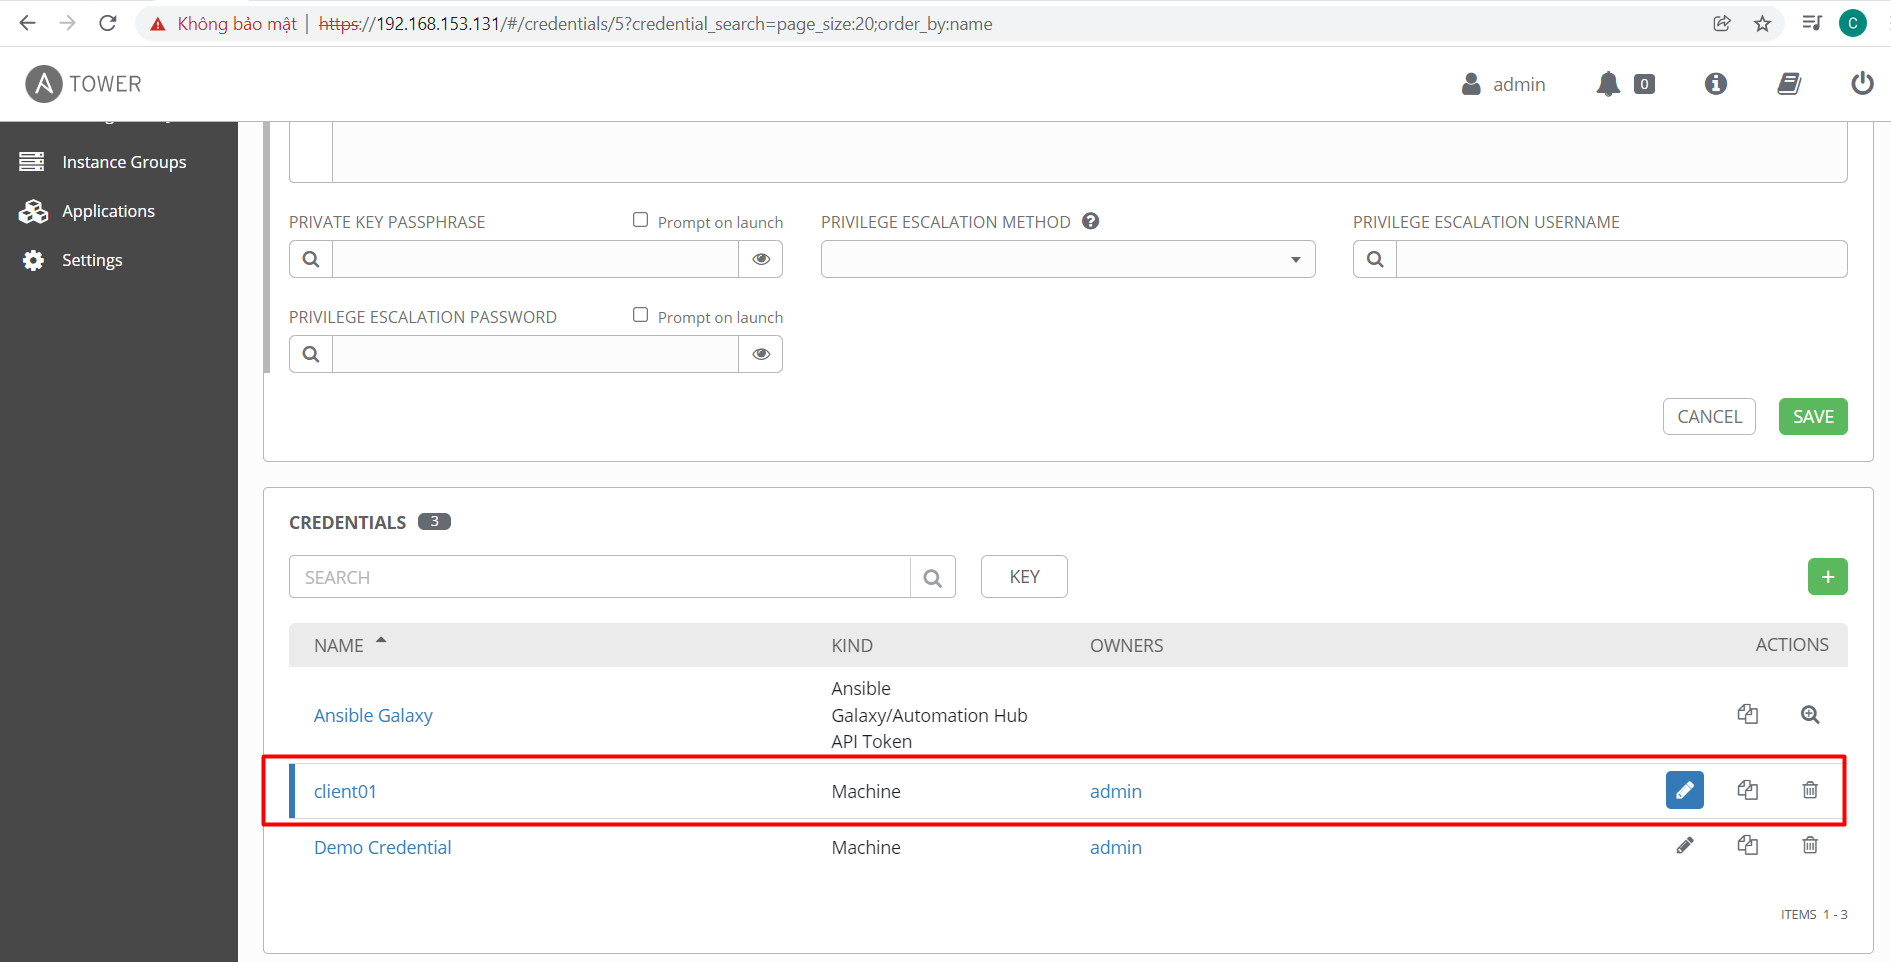 Không bảo mật | https://192.168.153.131/#/credentials/5?credential_search=page_size:20;order_by:name
C
A TOWER
admin
0
Instance Groups
Applications
Settings
PRIVATE KEY PASSPHRASE
Prompt on launch
PRIVILEGE ESCALATION METHOD
PRIVILEGE ESCALATION USERNAME
PRIVILEGE ESCALATION PASSWORD
Prompt on launch
CANCEL
SAVE
CREDENTIALS 3
SEARCH
KEY
+
NAME KIND OWNERS ACTIONS
Ansible Galaxy
Ansible
Galaxy/Automation Hub
API Token
client01 Machine admin
Demo Credential Machine admin
ITEMS 1 - 3